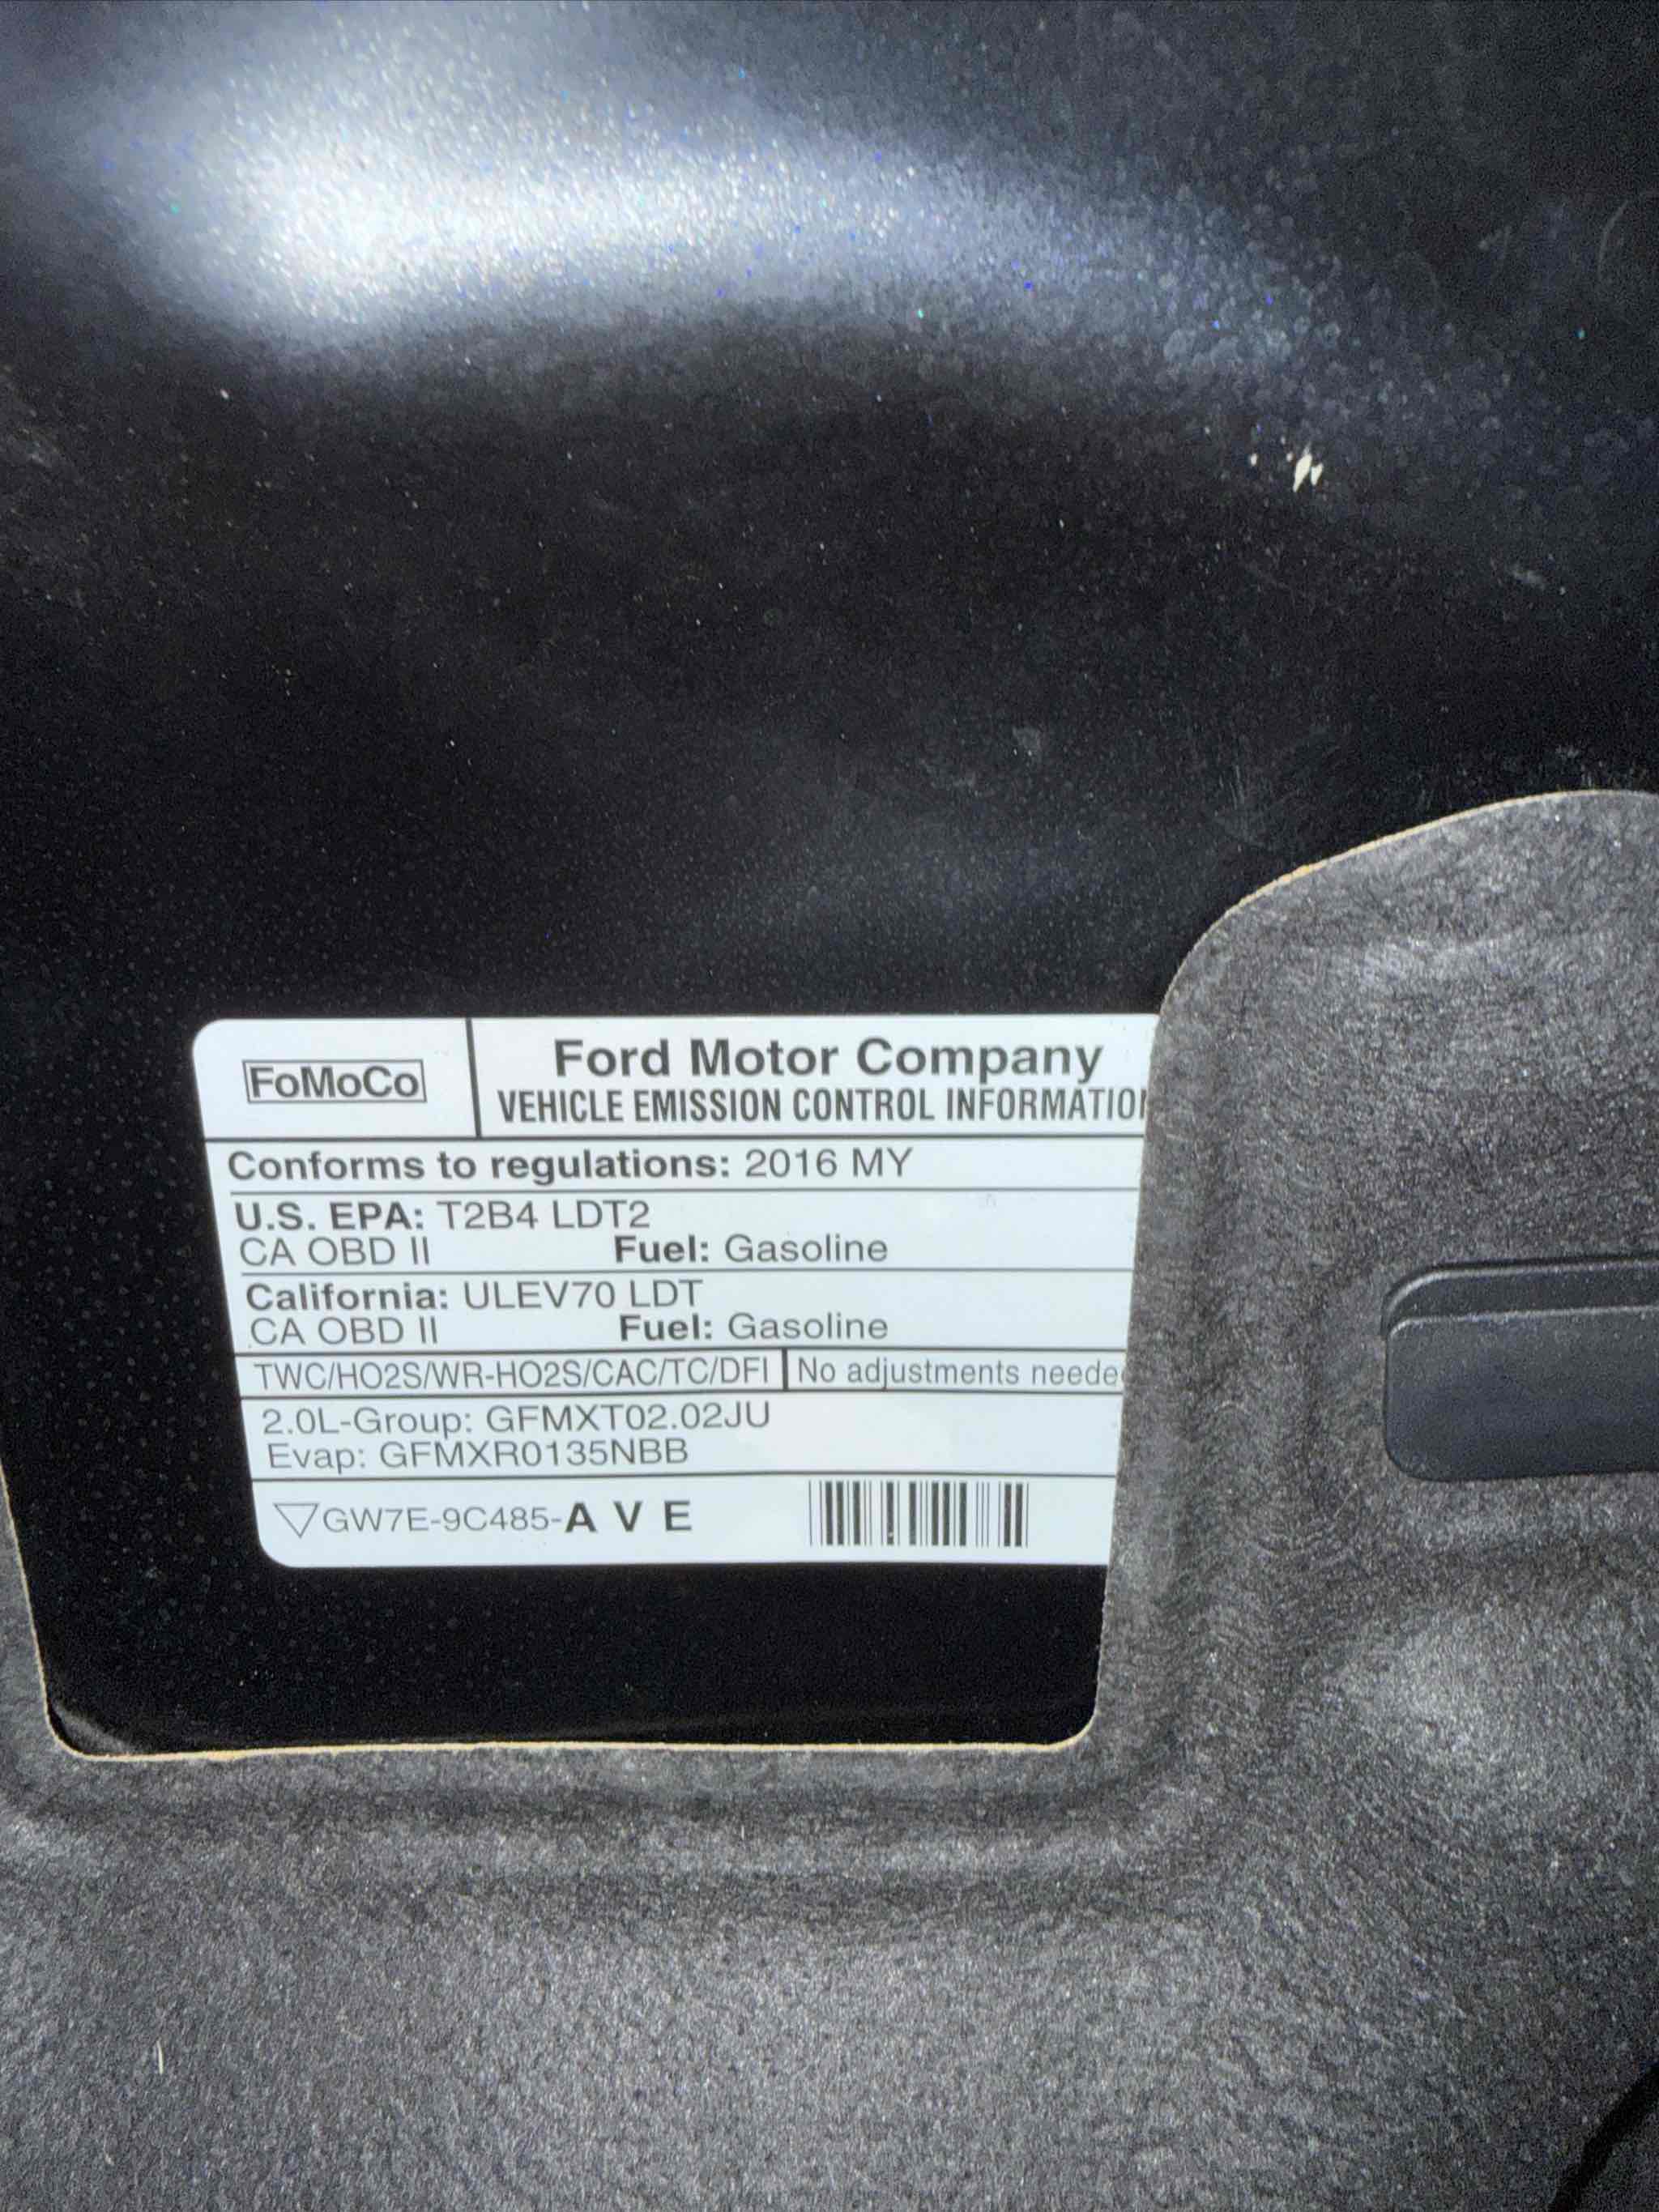 FoMoCo
Ford Motor Company
VEHICLE EMISSION CONTROL INFORMATIO
Conforms to regulations: 2016 MY
U.S. EPA: T2B4 LDT2
CA OBD II Fuel: Gasoline
California: ULEV70 LDT
CA OBD II Fuel: Gasoline
TWC/HO2S/WR-HO2S/CAC/TC/DFI No adjustments neede
2.0L-Group: GFMXT02.02JU
Evap: GFMXR0135NBB
GW7E-9C485-A V E